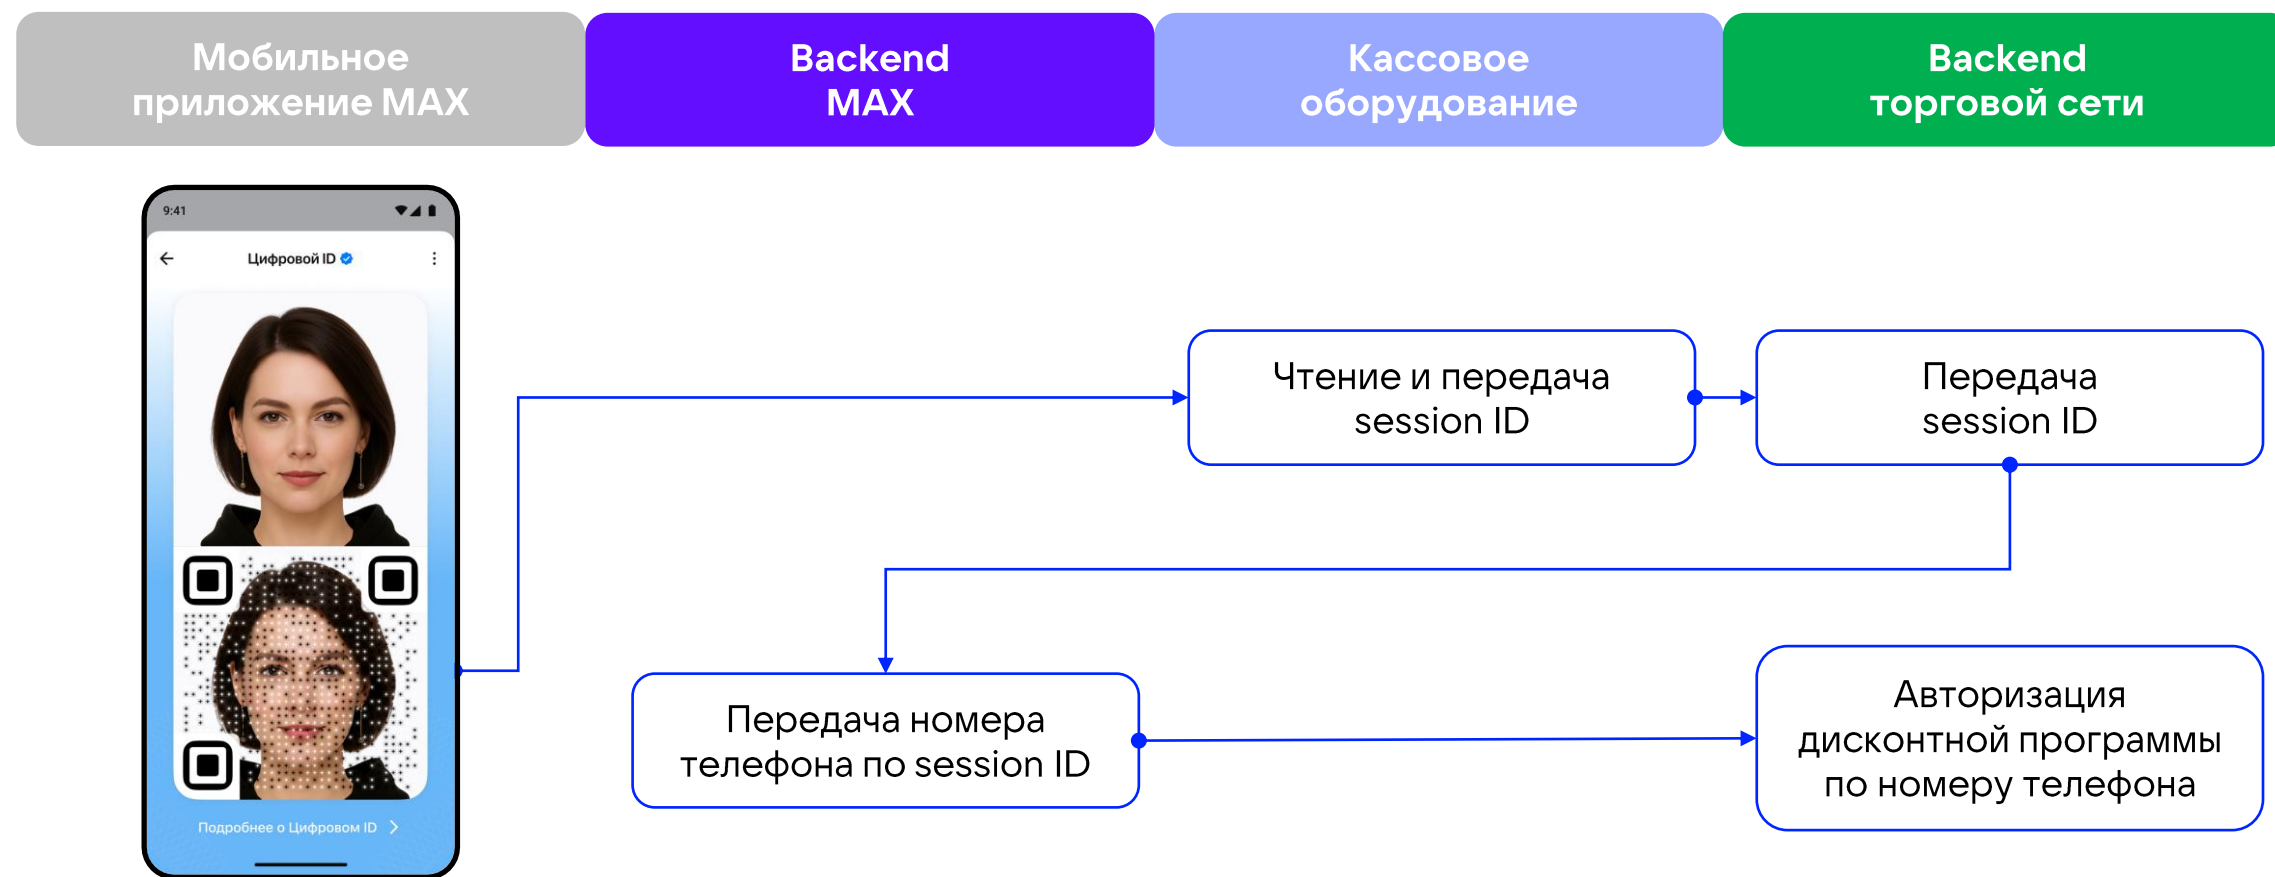 Мобильное
приложение MAX
Backend
MAX
Кассовое
оборудование
Backend
торговой сети
9:41
Цифровой ID
Чтение и передача
session ID
Передача
session ID
Передача номера
телефона по session ID
Авторизация
дисконтной программы
по номеру телефона
Подробнее о Цифровом ID